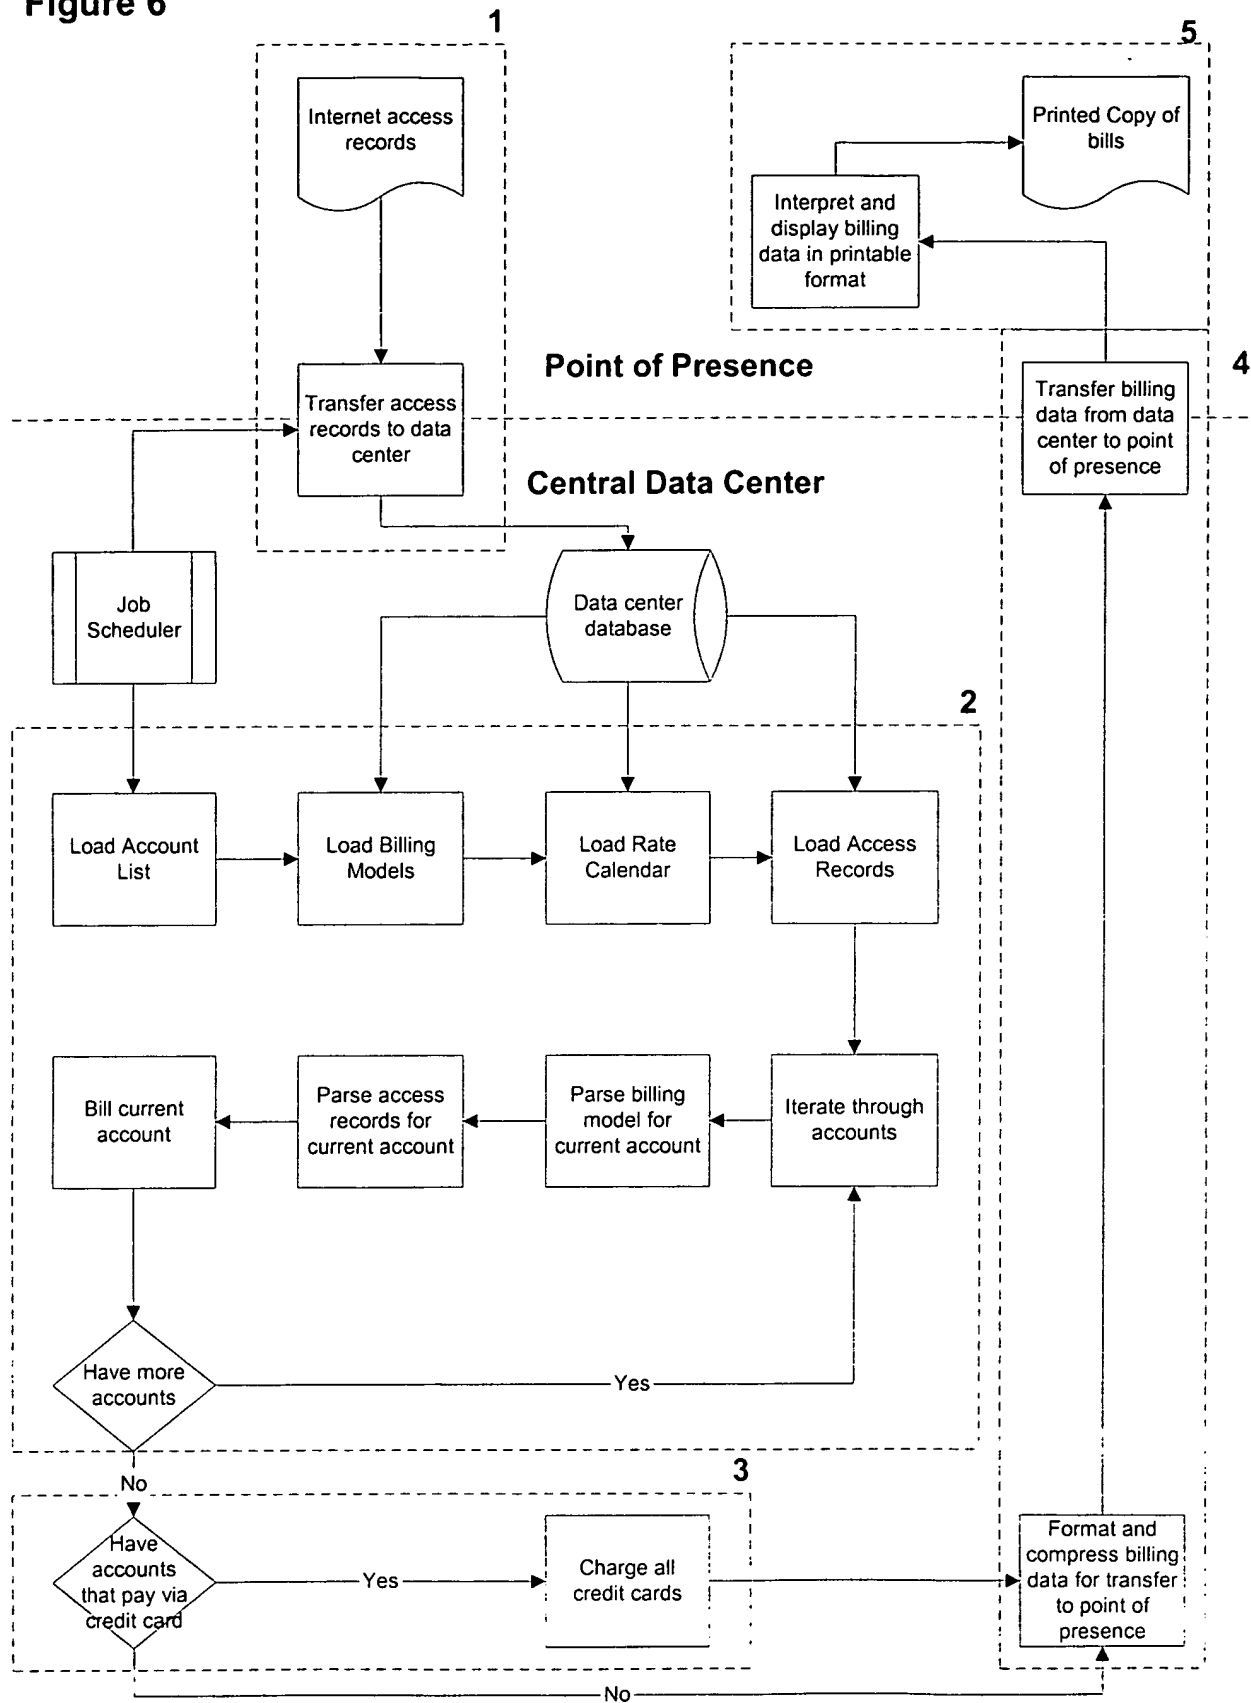 Figure 6
1
5
Internet access
records
Printed Copy of
bills
Interpret and
display billing
data in printable
format
Point of Presence
4
Transfer access
records to data
center
Transfer billing
data from data
center to point
of presence
Central Data Center
Job
Scheduler
Data center
database
2
Load Account
List
Load Billing
Models
Load Rate
Calendar
Load Access
Records
Bill current
account
Parse access
records for
current account
Parse billing
model for
current account
Iterate through
accounts
Have more
accounts
Yes
No
3
Have
accounts
that pay via
credit card
Yes
Charge all
credit cards
Format and
compress billing
data for transfer
to point of
presence
No